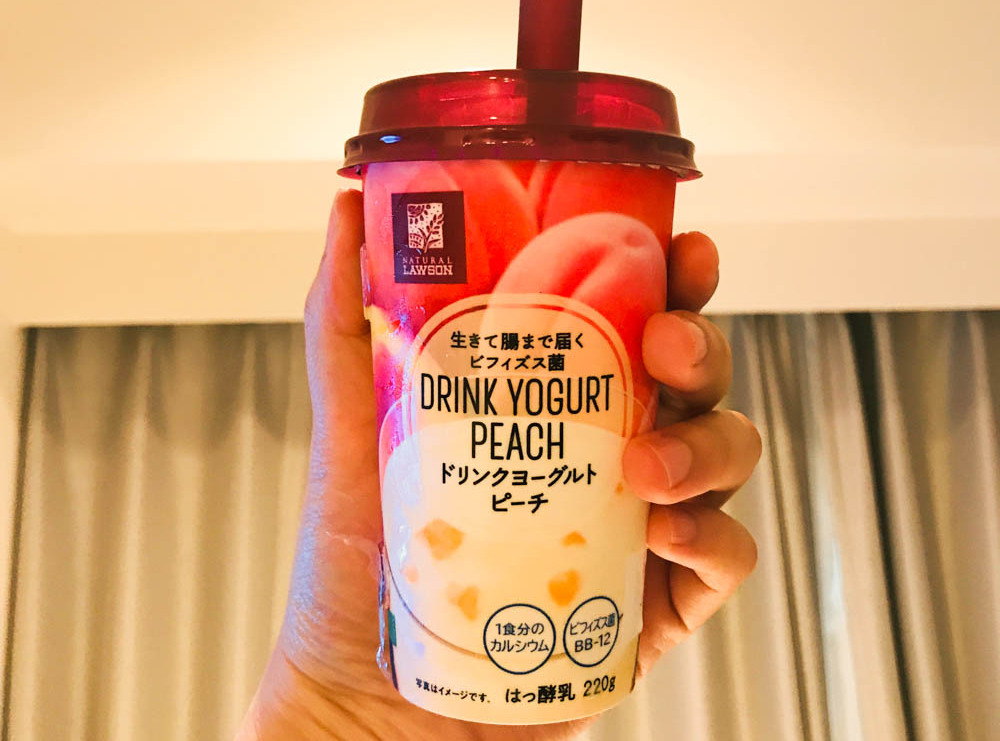 NATURAL
LAWSON
生きて腸まで届く
ビフィズス菌
DRINK YOGURT
PEACH
ドリンクヨーグルト
ピーチ
1食分の
カルシウム
ビフィズス菌
BB-12
写真はイメージです。 はっ酵乳 220g